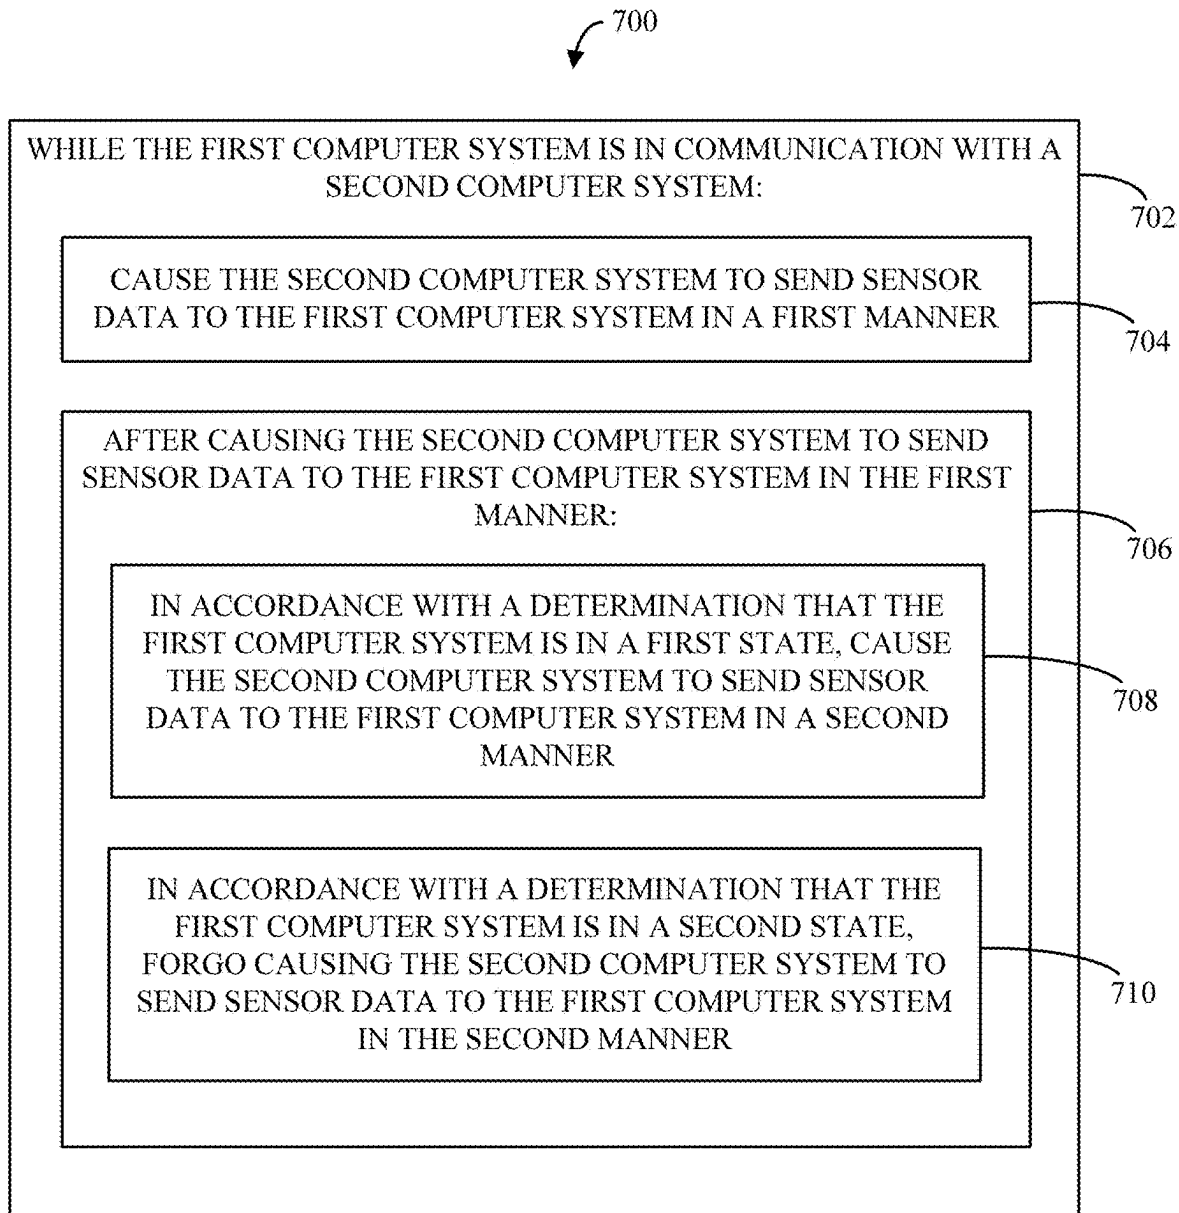 700
WHILE THE FIRST COMPUTER SYSTEM IS IN COMMUNICATION WITH A
SECOND COMPUTER SYSTEM:
702
CAUSE THE SECOND COMPUTER SYSTEM TO SEND SENSOR
DATA TO THE FIRST COMPUTER SYSTEM IN A FIRST MANNER
704
AFTER CAUSING THE SECOND COMPUTER SYSTEM TO SEND
SENSOR DATA TO THE FIRST COMPUTER SYSTEM IN THE FIRST
MANNER:
706
IN ACCORDANCE WITH A DETERMINATION THAT THE
FIRST COMPUTER SYSTEM IS IN A FIRST STATE, CAUSE
THE SECOND COMPUTER SYSTEM TO SEND SENSOR
DATA TO THE FIRST COMPUTER SYSTEM IN A SECOND
MANNER
708
IN ACCORDANCE WITH A DETERMINATION THAT THE
FIRST COMPUTER SYSTEM IS IN A SECOND STATE,
FORGO CAUSING THE SECOND COMPUTER SYSTEM TO
SEND SENSOR DATA TO THE FIRST COMPUTER SYSTEM
IN THE SECOND MANNER
710